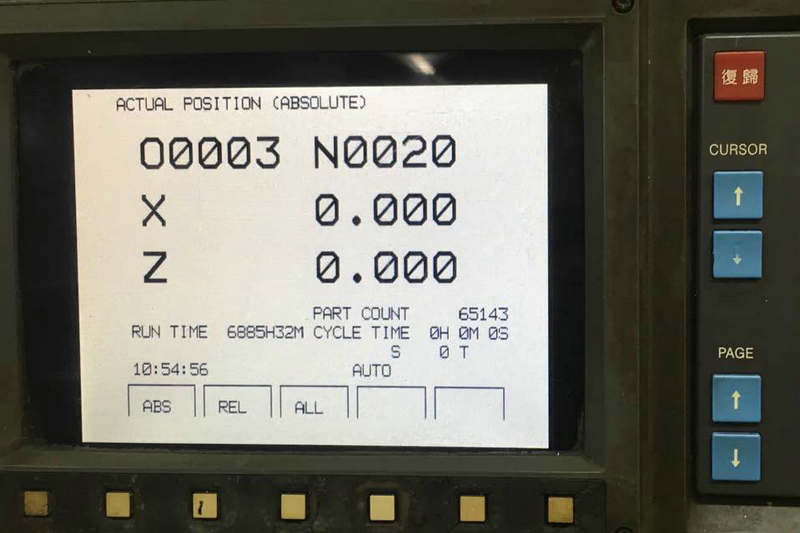 ACTUAL POSITION (ABSOLUTE)
O0003 N0020
X 0.000
Z 0.000
PART COUNT 65143
RUN TIME 6885H32M CYCLE TIME 0H 0M 0S
S 0 T
10:54:56 AUTO
ABS REL ALL
復歸
CURSOR
↑
↓
PAGE
↑
↓